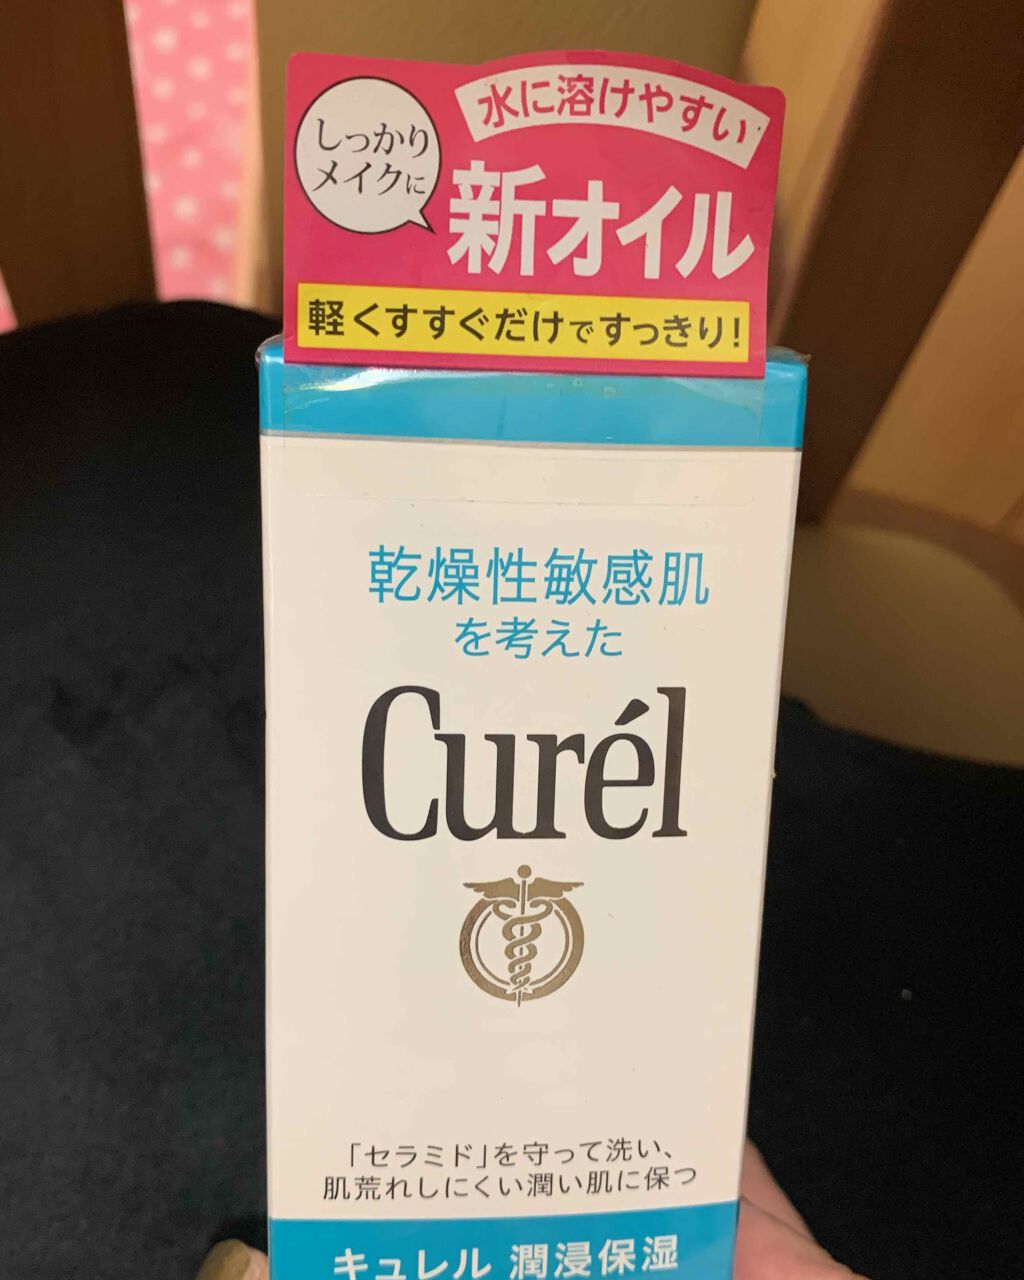 しっかり
メイクに
水に溶けやすい
新オイル
軽くすすぐだけですっきり!
乾燥性敏感肌
を考えた
Curél
「セラミド」を守って洗い、
肌荒れしにくい潤い肌に保つ
キュレル 潤浸保湿